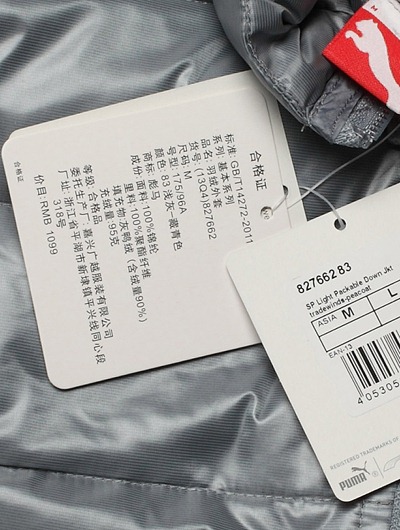 合格证
标准: GB/T14272-2011
系列: 基本系列
品名: 羽绒外套
货号: (11Q4)827662
尺码: M
号型: 175/96A
颜色: 83 浅灰-藏青色
商标: 彪马
成份: 面料:100%锦纶
里料:100%聚酯纤维
填充物:灰鸭绒 (含绒量90%)
充绒量:95克
等级: 合格品
委托生产厂: 嘉兴广越服装有限公司
厂址: 浙江省平湖市新埭镇平兴线同心段
318号
价目:RMB 1099
合格证
827662 83
SP Light Packable Down Jkt
tradewinds-peacoat
ASIA M L
EAN-13
405305
REGISTERED TRADEMARKS OF
PUMA
M